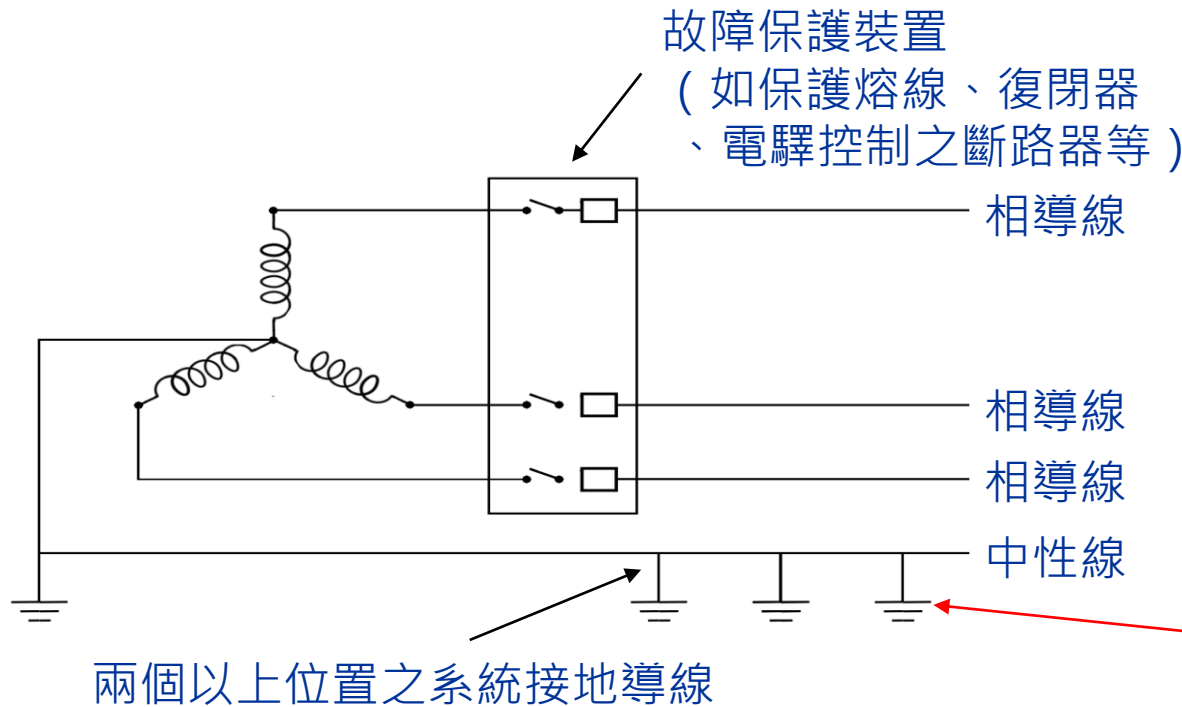 故障保護裝置
（如保護熔線、復閉器
、電驛控制之斷路器等）
相導線
相導線
相導線
中性線
兩個以上位置之系統接地導線